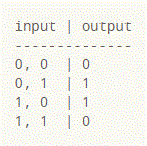 input | output
--------------
0, 0  | 0
0, 1  | 1
1, 0  | 1
1, 1  | 0